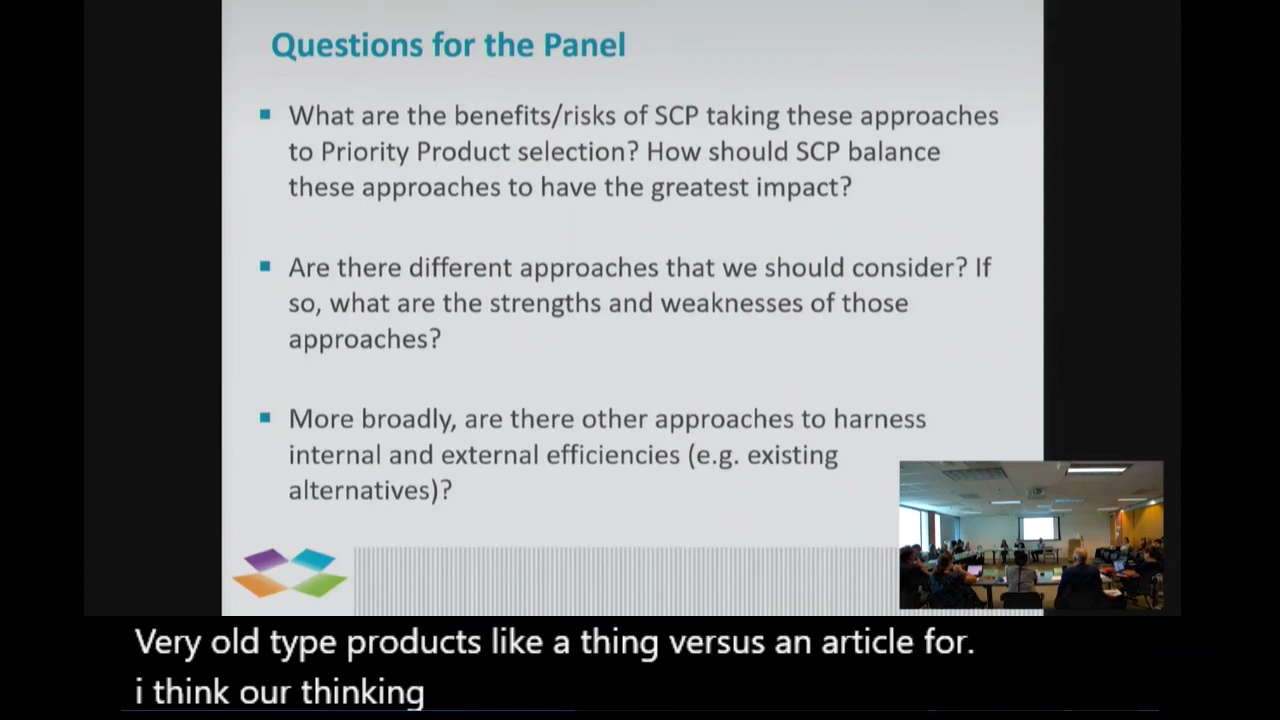 Questions for the Panel
What are the benefits/risks of SCP taking these approaches
to Priority Product selection? How should SCP balance
these approaches to have the greatest impact?
Are there different approaches that we should consider? If
so, what are the strengths and weaknesses of those
approaches?
More broadly, are there other approaches to harness
internal and external efficiencies (e.g. existing
alternatives)?
Very old type products like a thing versus an article for.
i think our thinking